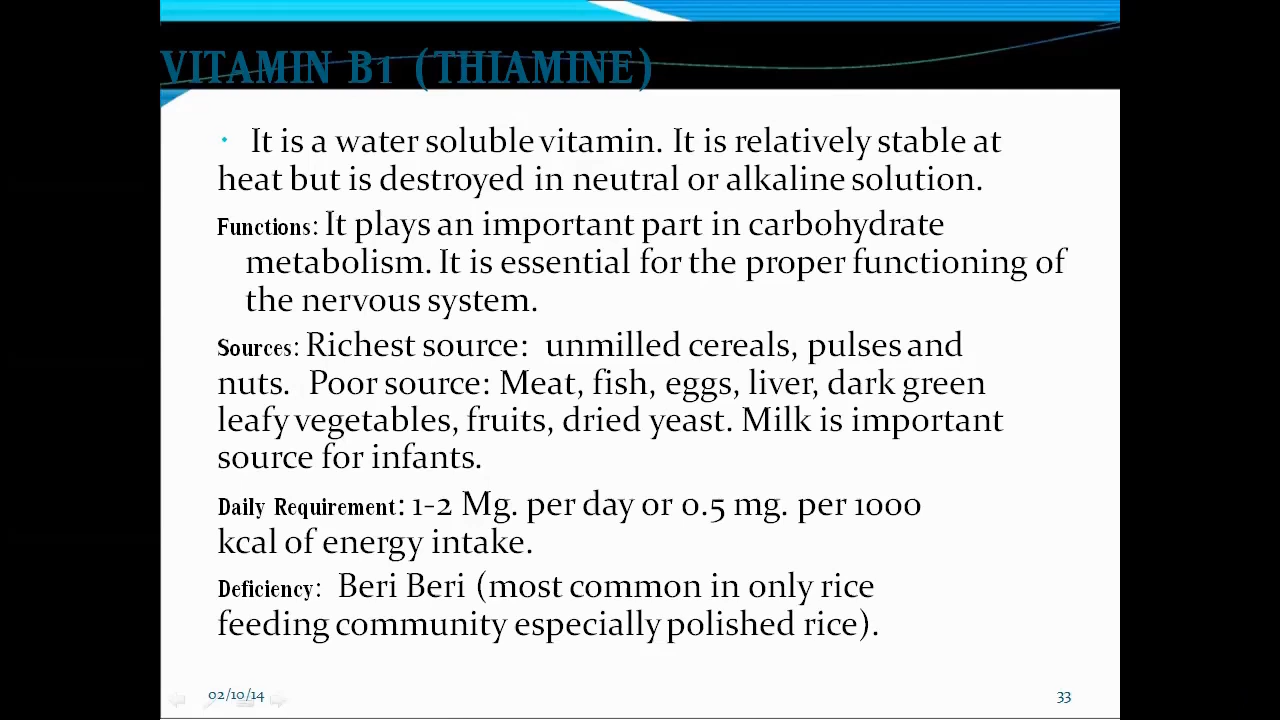 VITAMIN B1 (THIAMINE)
• It is a water soluble vitamin. It is relatively stable at
heat but is destroyed in neutral or alkaline solution.
Functions: It plays an important part in carbohydrate
metabolism. It is essential for the proper functioning of
the nervous system.
Sources: Richest source: unmilled cereals, pulses and
nuts. Poor source: Meat, fish, eggs, liver, dark green
leafy vegetables, fruits, dried yeast. Milk is important
source for infants.
Daily Requirement: 1-2 Mg. per day or 0.5 mg. per 1000
kcal of energy intake.
Deficiency: Beri Beri (most common in only rice
feeding community especially polished rice).
02/10/14
33